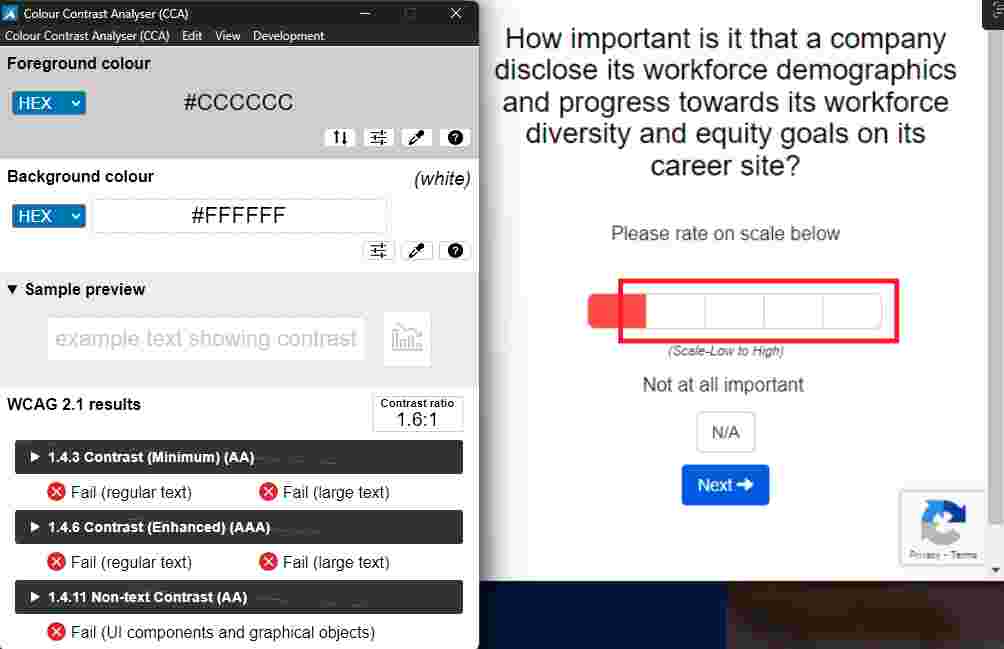 Colour Contrast Analyser (CCA)
Colour Contrast Analyser (CCA) Edit View Development
Foreground colour
HEX #CCCCCC
?
Background colour (white)
HEX #FFFFFF
?
▼ Sample preview
example text showing contrast
WCAG 2.1 results
Contrast ratio
1.6:1
1.4.3 Contrast (Minimum) (AA)
Fail (regular text) Fail (large text)
1.4.6 Contrast (Enhanced) (AAA)
Fail (regular text) Fail (large text)
1.4.11 Non-text Contrast (AA)
Fail (UI components and graphical objects)
How important is it that a company
disclose its workforce demographics
and progress towards its workforce
diversity and equity goals on its
career site?
Please rate on scale below
(Scale-Low to High)
Not at all important
N/A
Next
Privacy - Terms